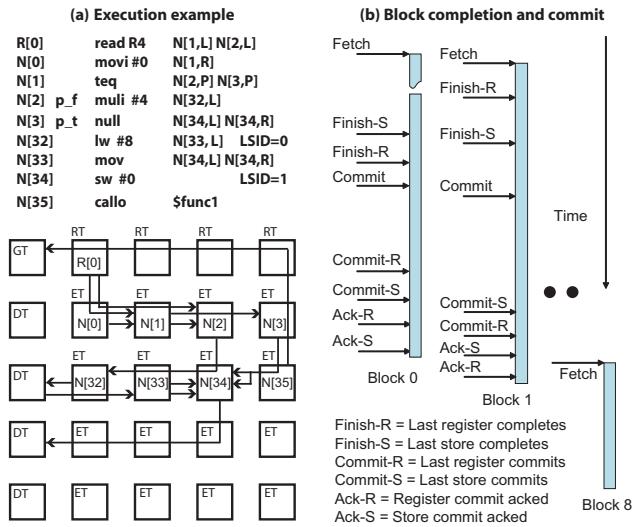 (a) Execution example
R[0] read R4 N[1,L] N[2,L]
N[0] movi #0 N[1,R]
N[1] teq N[2,P] N[3,P]
N[2] p_f muli #4 N[32,L]
N[3] p_t null N[34,L] N[34,R]
N[32] lw #8 N[33,L] LSID=0
N[33] mov N[34,L] N[34,R]
N[34] sw #0 LSID=1
N[35] callo $func1
RT RT RT RT
GT
R[0]
ET ET ET ET
DT
N[0] N[1] N[2] N[3]
ET ET ET ET
DT
N[32] N[33] N[34] N[35]
DT ET ET ET ET
DT ET ET ET ET
(b) Block completion and commit
Fetch
Finish-S
Finish-R
Commit
Commit-R
Commit-S
Ack-R
Ack-S
Block 0
Fetch
Finish-R
Finish-S
Commit
Commit-S
Commit-R
Ack-S
Ack-R
Block 1
Time
Fetch
Block 8
Finish-R = Last register completes
Finish-S = Last store completes
Commit-R = Last register commits
Commit-S = Last store commits
Ack-R = Register commit acked
Ack-S = Store commit acked